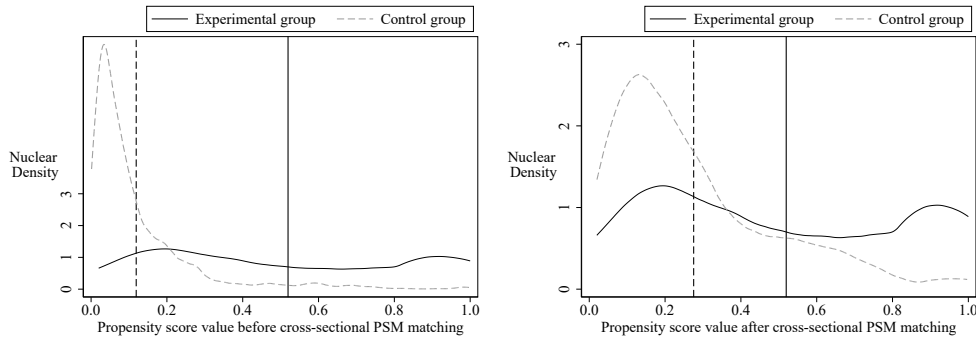 Experimental group Control group
Nuclear
Density
3
2
1
0
0.0 0.2 0.4 0.6 0.8 1.0
Propensity score value before cross-sectional PSM matching
Experimental group Control group
3
2
Nuclear
Density
1
0
0.0 0.2 0.4 0.6 0.8 1.0
Propensity score value after cross-sectional PSM matching